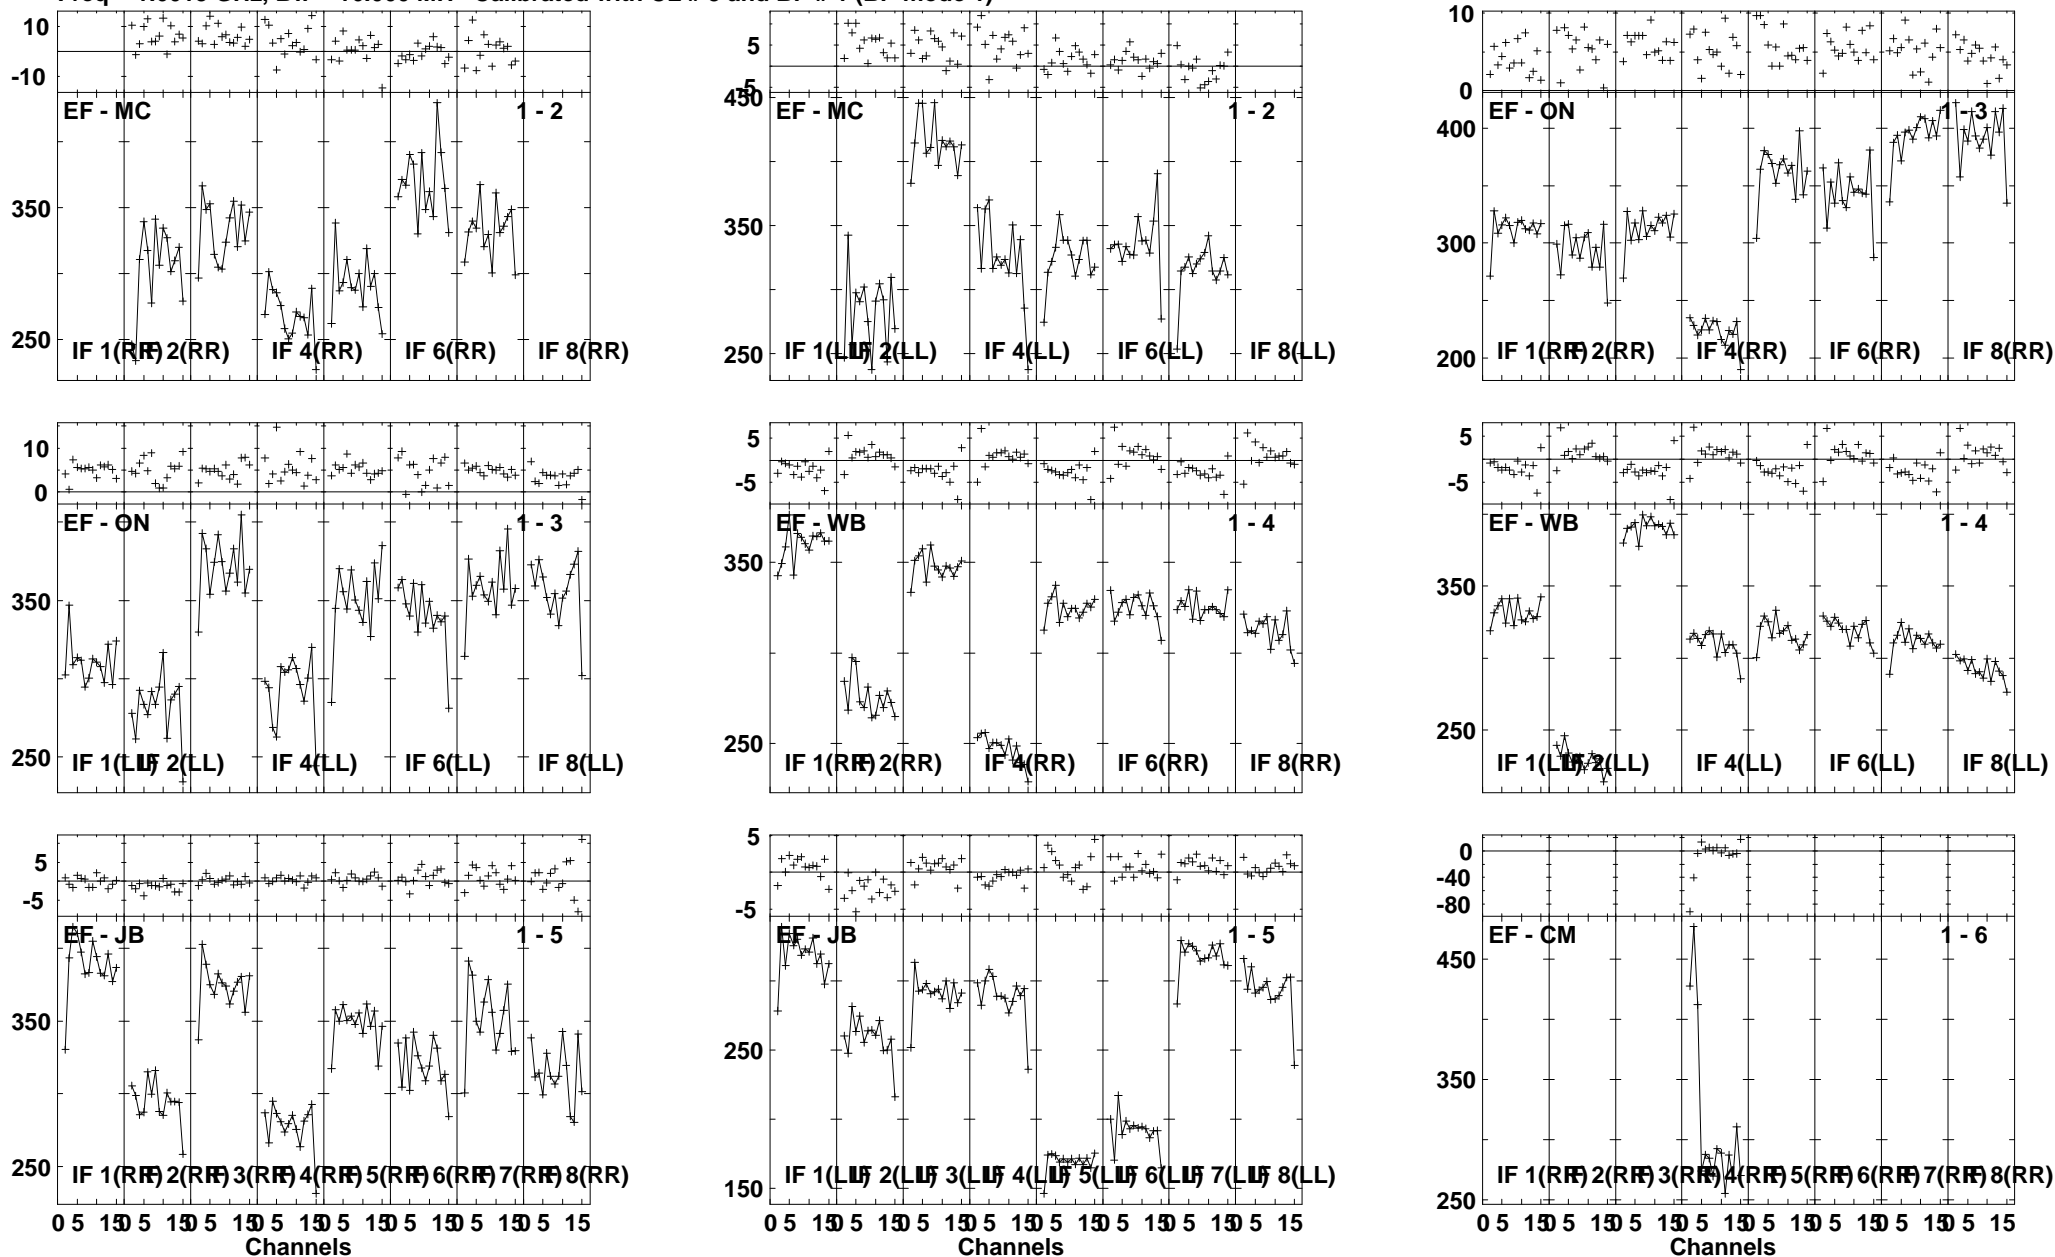 10
-10
EF - MC
1 - 2
350
250
IF 1(RR)
IF 2(RR)
IF 4(RR)
IF 6(RR)
IF 8(RR)
5
-5
450
EF - MC
1 - 2
350
250
IF 1(LL)
IF 2(LL)
IF 4(LL)
IF 6(LL)
IF 8(LL)
10
0
EF - ON
1 - 3
400
300
200
IF 1(RR)
IF 2(RR)
IF 4(RR)
IF 6(RR)
IF 8(RR)
10
0
EF - ON
1 - 3
350
250
IF 1(LL)
IF 2(LL)
IF 4(LL)
IF 6(LL)
IF 8(LL)
5
-5
EF - WB
1 - 4
350
250
IF 1(RR)
IF 2(RR)
IF 4(RR)
IF 6(RR)
IF 8(RR)
5
-5
EF - WB
1 - 4
350
250
IF 1(LL)
IF 2(LL)
IF 4(LL)
IF 6(LL)
IF 8(LL)
5
-5
EF - JB
1 - 5
350
250
IF 1(RR)
IF 2(RR)
IF 3(RR)
IF 4(RR)
IF 5(RR)
IF 6(RR)
IF 7(RR)
IF 8(RR)
0 5 15 0 5 15 0 5 15 0 5 15
Channels
5
-5
EF - JB
1 - 5
250
150
IF 1(LL)
IF 2(LL)
IF 3(LL)
IF 4(LL)
IF 5(LL)
IF 6(LL)
IF 7(LL)
IF 8(LL)
0 5 15 0 5 15 0 5 15 0 5 15
Channels
0
-40
-80
EF - CM
1 - 6
450
350
250
IF 1(RR)
IF 2(RR)
IF 3(RR)
IF 4(RR)
IF 5(RR)
IF 6(RR)
IF 7(RR)
IF 8(RR)
0 5 15 0 5 15 0 5 15 0 5 15
Channels